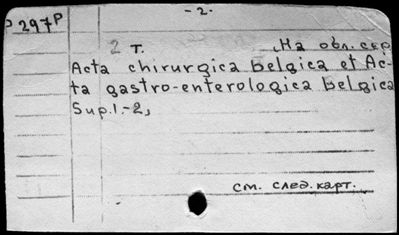 - 2 -
P 297 P
2 т. На обл. сер.
Acta chirurgica belgica et Ac-
ta gastro-enterologica belgica
Sup. 1.-2,
см. след. карт.